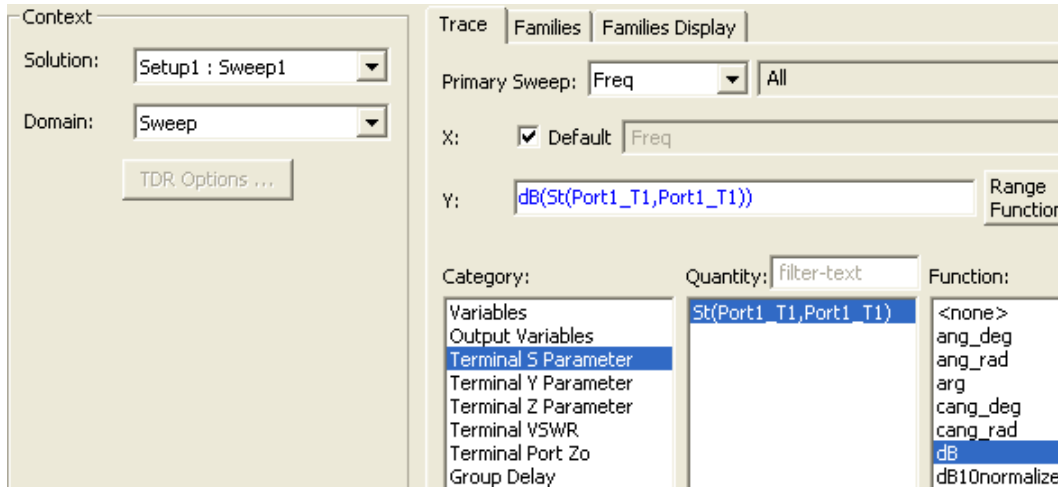 Context
Solution: Setup1 : Sweep1
Domain: Sweep
TDR Options ...
Trace Families Families Display
Primary Sweep: Freq All
X: Default Freq
Y: dB(St(Port1_T1,Port1_T1)) Range
Function
Category: Quantity: filter-text Function:
Variables St(Port1_T1,Port1_T1) <none>
Output Variables ang_deg
Terminal S Parameter ang_rad
Terminal Y Parameter arg
Terminal Z Parameter cang_deg
Terminal VSWR cang_rad
Terminal Port Zo dB
Group Delay dB10normalize